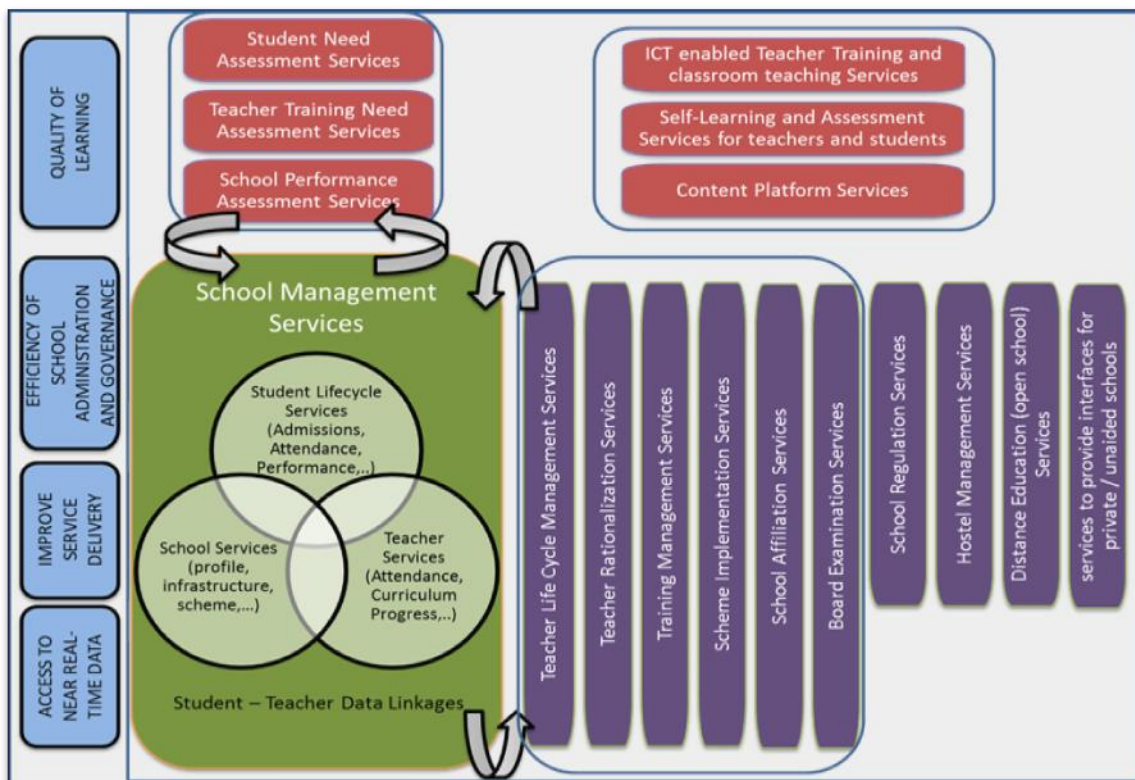 QUALITY OF
LEARNING
EFFICIENCY OF
SCHOOL
ADMINISTRATION
AND GOVERNANCE
IMPROVE
SERVICE
DELIVERY
ACCESS TO
NEAR REAL-
TIME DATA
Student Need
Assessment Services
Teacher Training Need
Assessment Services
School Performance
Assessment Services
ICT enabled Teacher Training and
classroom teaching Services
Self-Learning and Assessment
Services for teachers and students
Content Platform Services
School Management
Services
Student Lifecycle
Services
(Admissions,
Attendance,
Performance,..)
School Services
(profile,
infrastructure,
scheme,...)
Teacher
Services
(Attendance,
Curriculum
Progress,..)
Student – Teacher Data Linkages
Teacher Life Cycle Management Services
Teacher Rationalization Services
Training Management Services
Scheme Implementation Services
School Affiliation Services
Board Examination Services
School Regulation Services
Hostel Management Services
Distance Education (open school)
Services
services to provide interfaces for
private / unaided schools